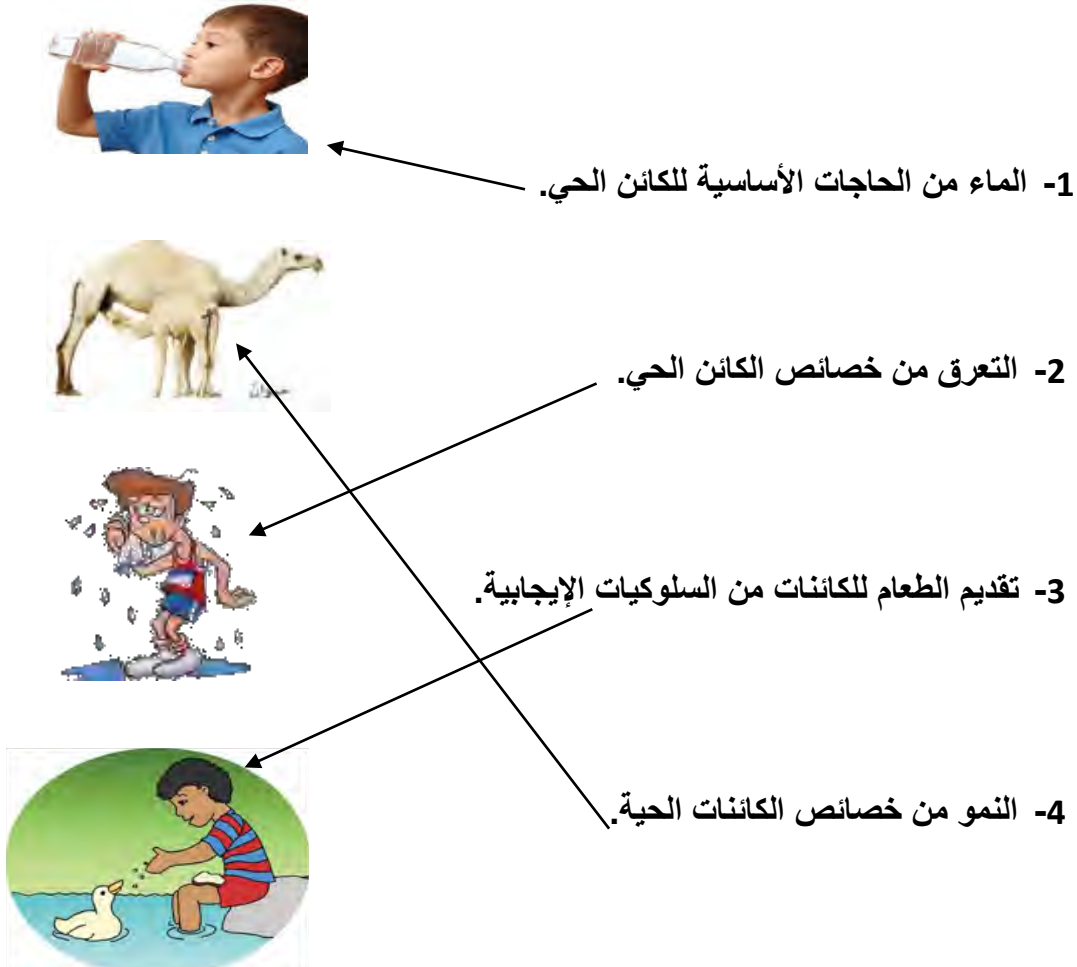 1- الماء من الحاجات الأساسية للكائن الحي.
حيوان
2- التعرق من خصائص الكائن الحي.
3- تقديم الطعام للكائنات من السلوكيات الإيجابية.
4- النمو من خصائص الكائنات الحية.